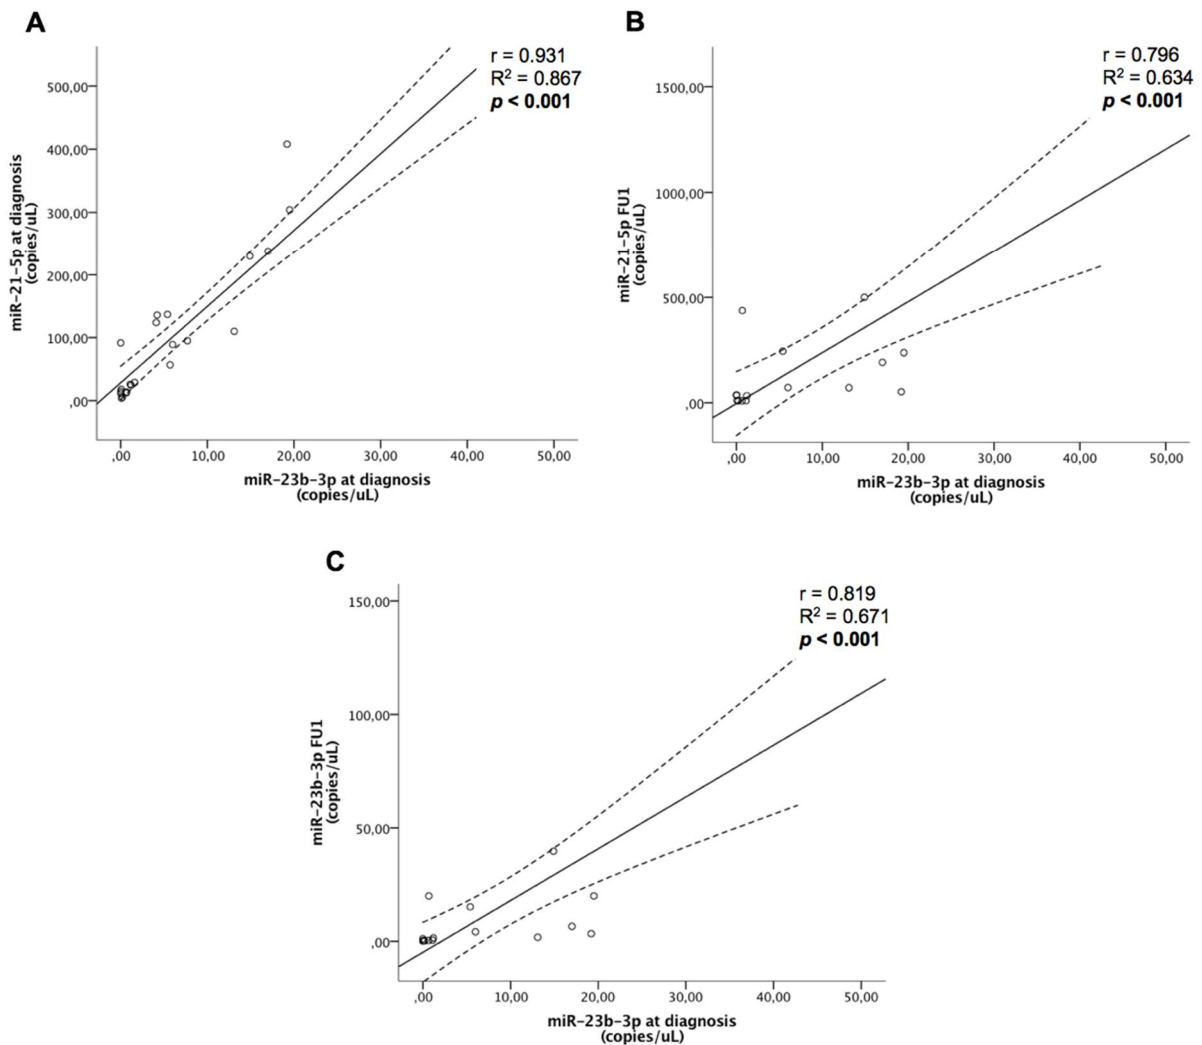 A
r = 0.931
R² = 0.867
p < 0.001
500,00
400,00
300,00
200,00
100,00
,00
miR-21-5p at diagnosis
(copies/uL)
,00 10,00 20,00 30,00 40,00 50,00
miR-23b-3p at diagnosis
(copies/uL)
B
r = 0.796
R² = 0.634
p < 0.001
1500,00
1000,00
500,00
,00
miR-21-5p FU1
(copies/uL)
,00 10,00 20,00 30,00 40,00 50,00
miR-23b-3p at diagnosis
(copies/uL)
C
r = 0.819
R² = 0.671
p < 0.001
150,00
100,00
50,00
,00
miR-23b-3p FU1
(copies/uL)
,00 10,00 20,00 30,00 40,00 50,00
miR-23b-3p at diagnosis
(copies/uL)